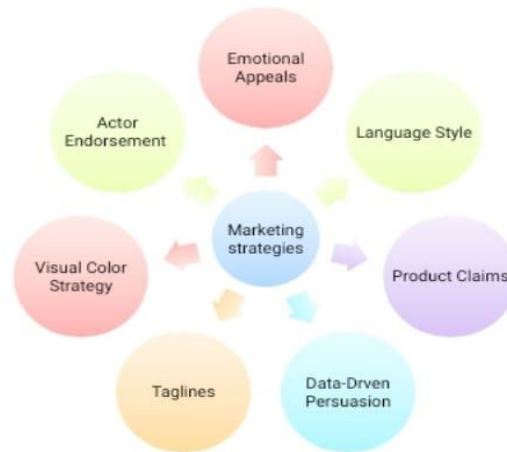 Emotional
Appeals
Actor
Endorsement
Language Style
Marketing
strategies
Visual Color
Strategy
Product Claims
Taglines
Data-Drven
Persuasion